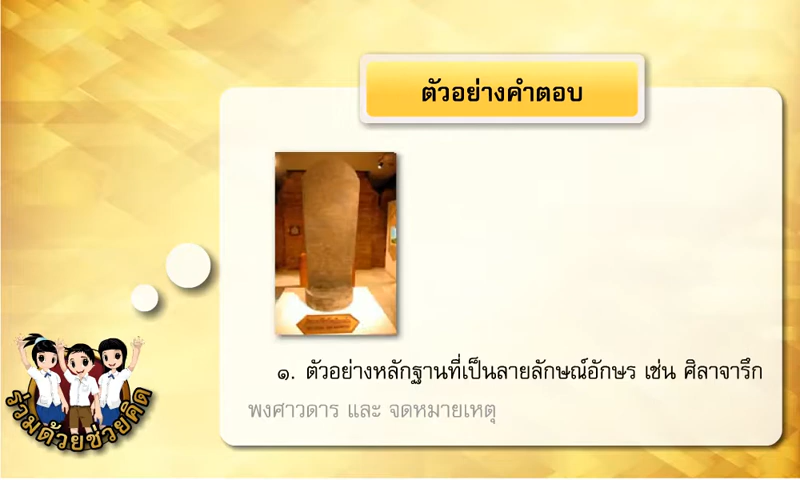 ตัวอย่างคำตอบ
๑. ตัวอย่างหลักฐานที่เป็นลายลักษณ์อักษร เช่น ศิลาจารึก
พงศาวดาร และ จดหมายเหตุ
ร่วมด้วยช่วยคิด